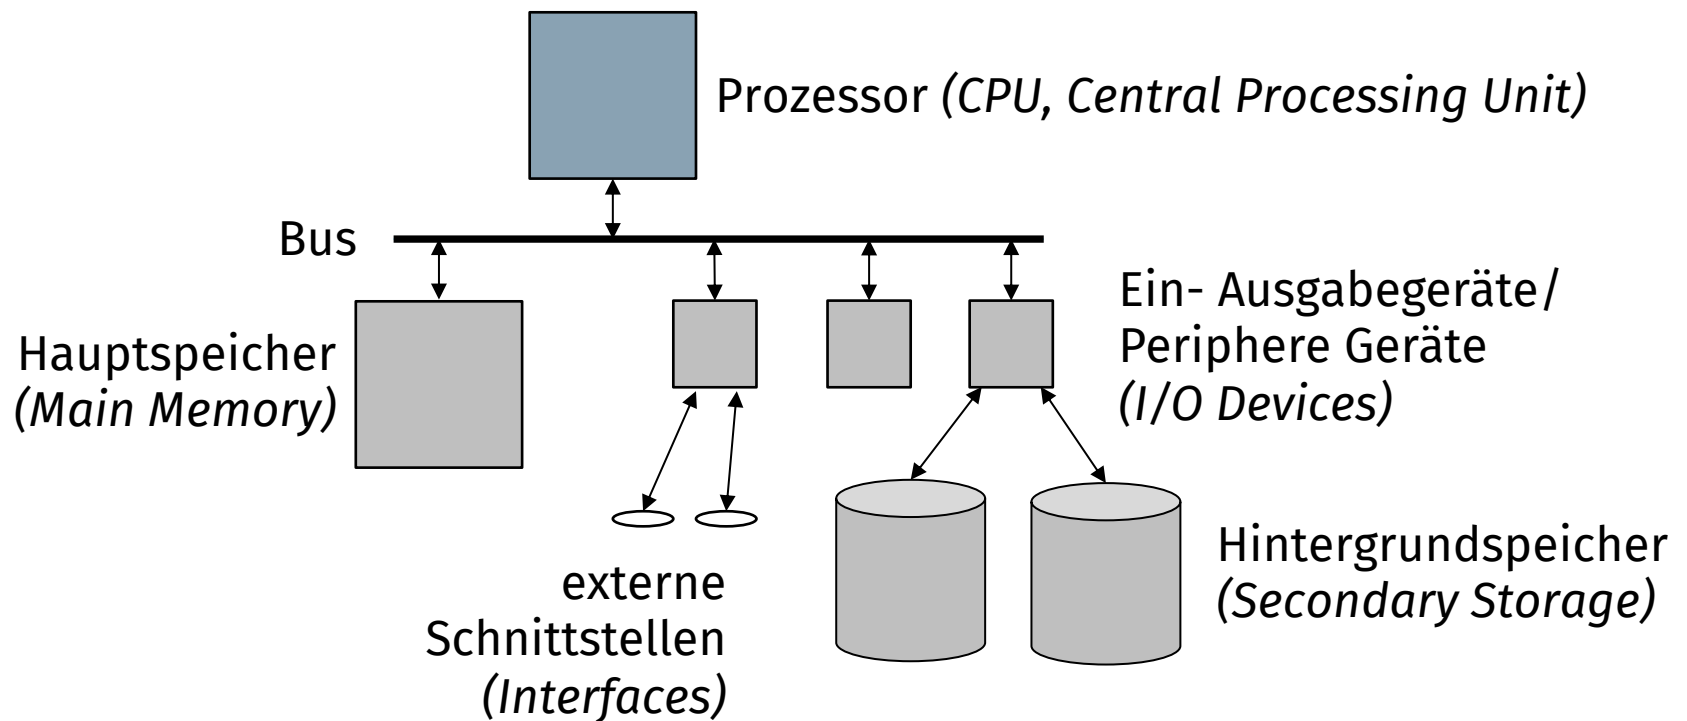 Prozessor (CPU, Central Processing Unit)
Bus
Hauptspeicher
(Main Memory)
Ein- Ausgabegeräte/
Periphere Geräte
(I/O Devices)
externe
Schnittstellen
(Interfaces)
Hintergrundspeicher
(Secondary Storage)